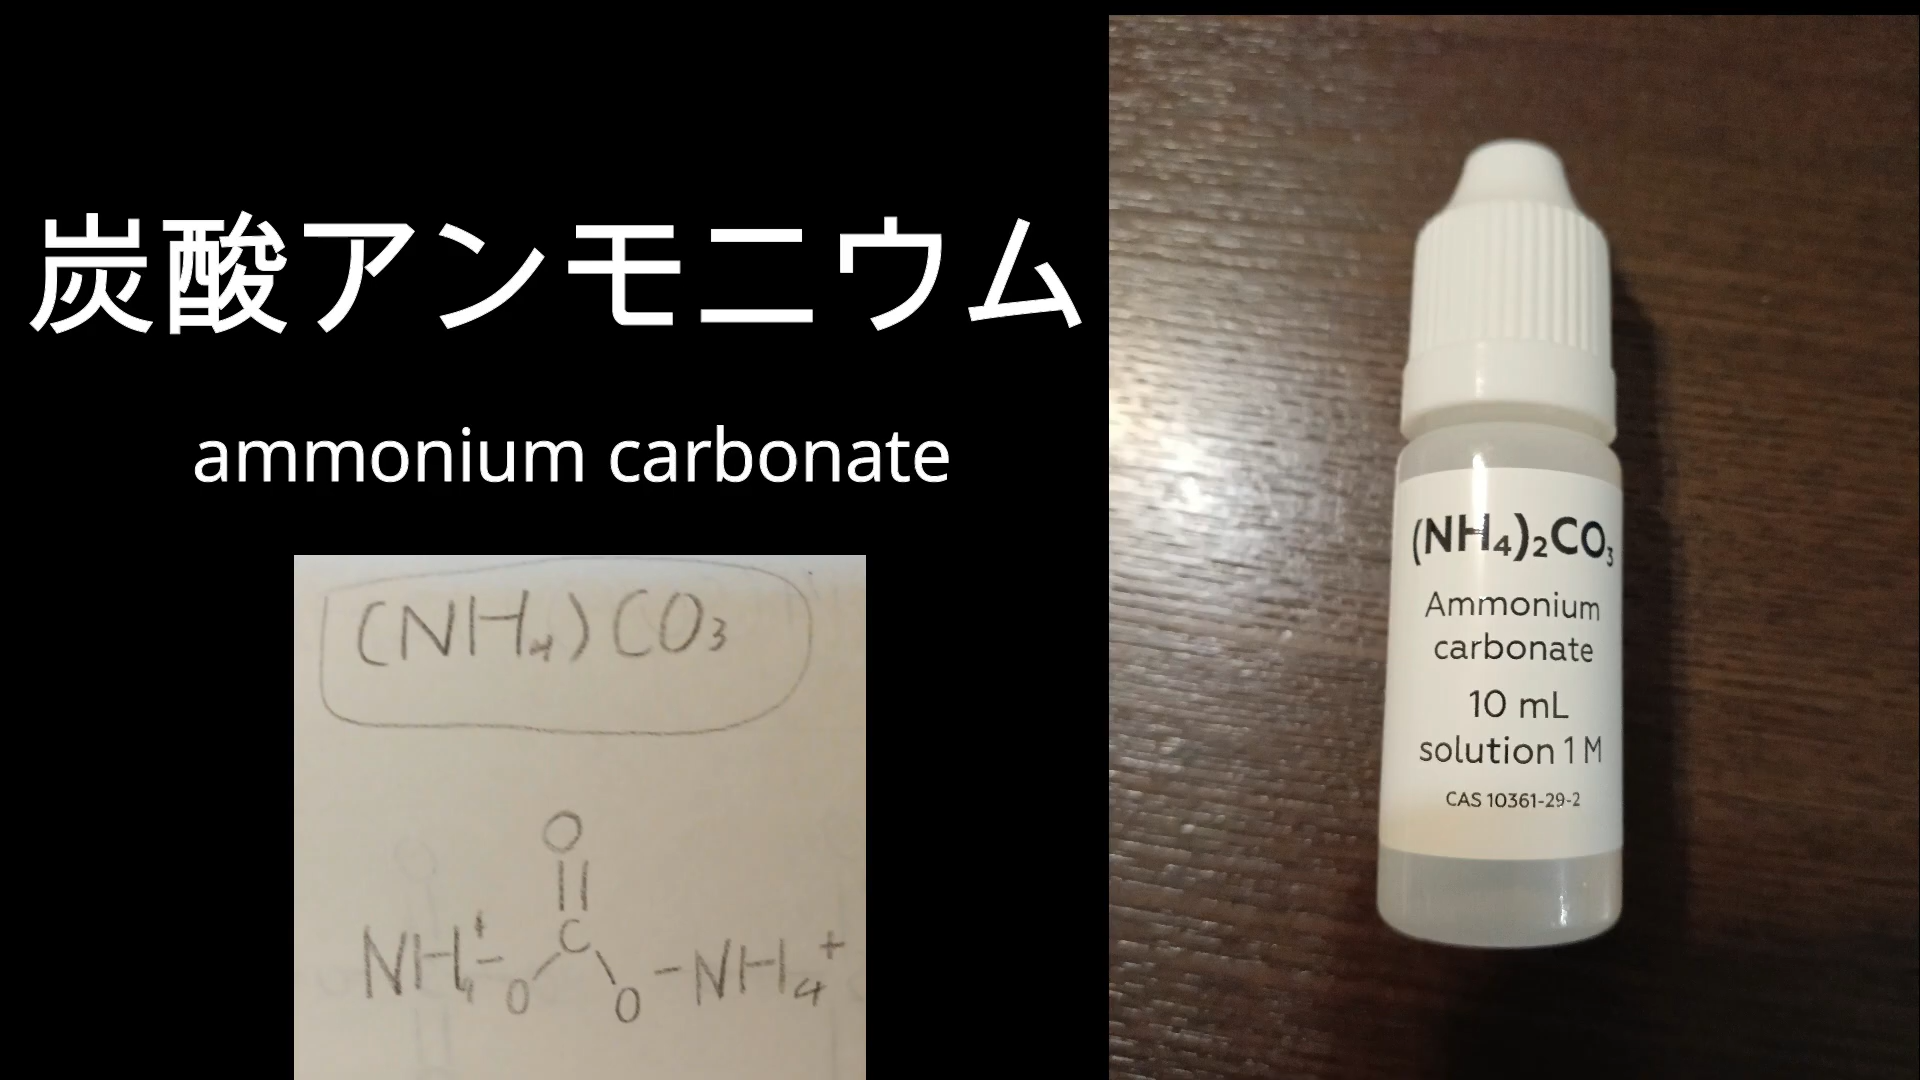 炭酸アンモニウム
ammonium carbonate
(NH₄)CO₃
O
C
NH₄⁺ - O O - NH₄⁺
(NH₄)₂CO₃
Ammonium
carbonate
10 mL
solution 1 M
CAS 10361-29-2